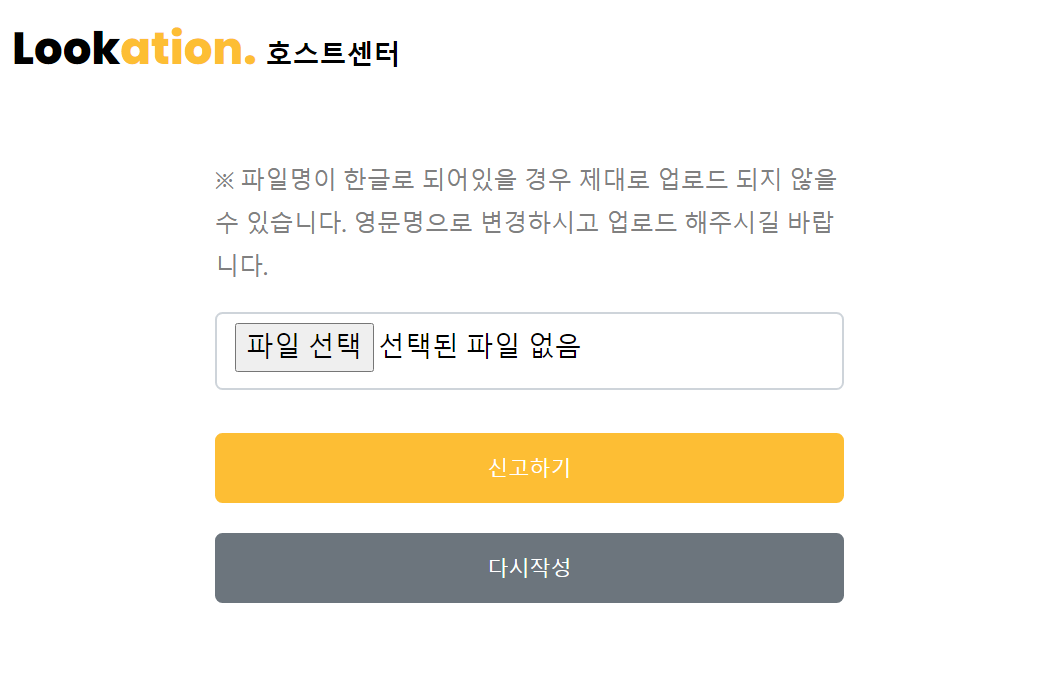 Lookation. 호스트센터
※ 파일명이 한글로 되어있을 경우 제대로 업로드 되지 않을
수 있습니다. 영문명으로 변경하시고 업로드 해주시길 바랍
니다.
파일 선택 선택된 파일 없음
신고하기
다시작성